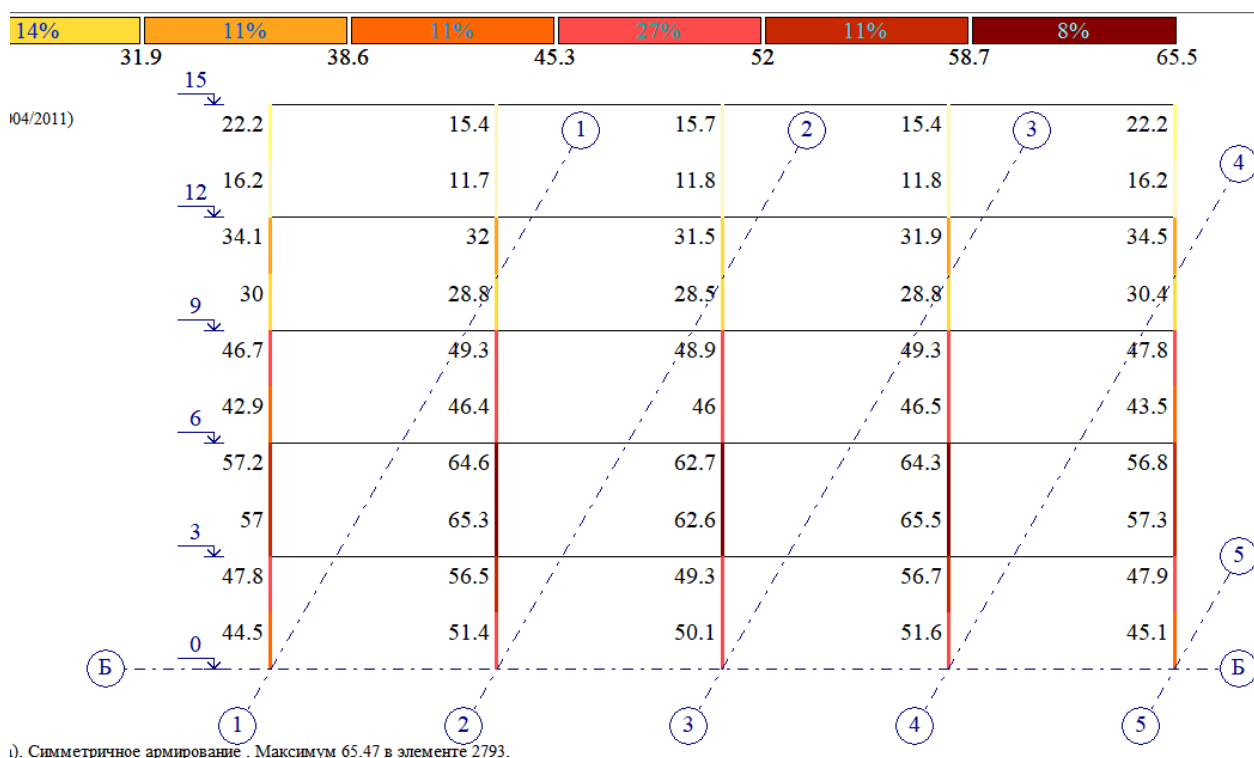 14% 11% 11% 27% 11% 8%
31.9 38.6 45.3 52 58.7 65.5
15
004/2011)
22.2 15.4 1 15.7 2 15.4 3 22.2
4
16.2 11.7 11.8 11.8 16.2
12
34.1 32 31.5 31.9 34.5
30 28.8 28.5 28.8 30.4
9
46.7 49.3 48.9 49.3 47.8
42.9 46.4 46 46.5 43.5
6
57.2 64.6 62.7 64.3 56.8
57 65.3 62.6 65.5 57.3
3
5
47.8 56.5 49.3 56.7 47.9
44.5 51.4 50.1 51.6 45.1
0
Б Б
1 2 3 4 5
). Симметричное армирование . Максимум 65.47 в элементе 2793.